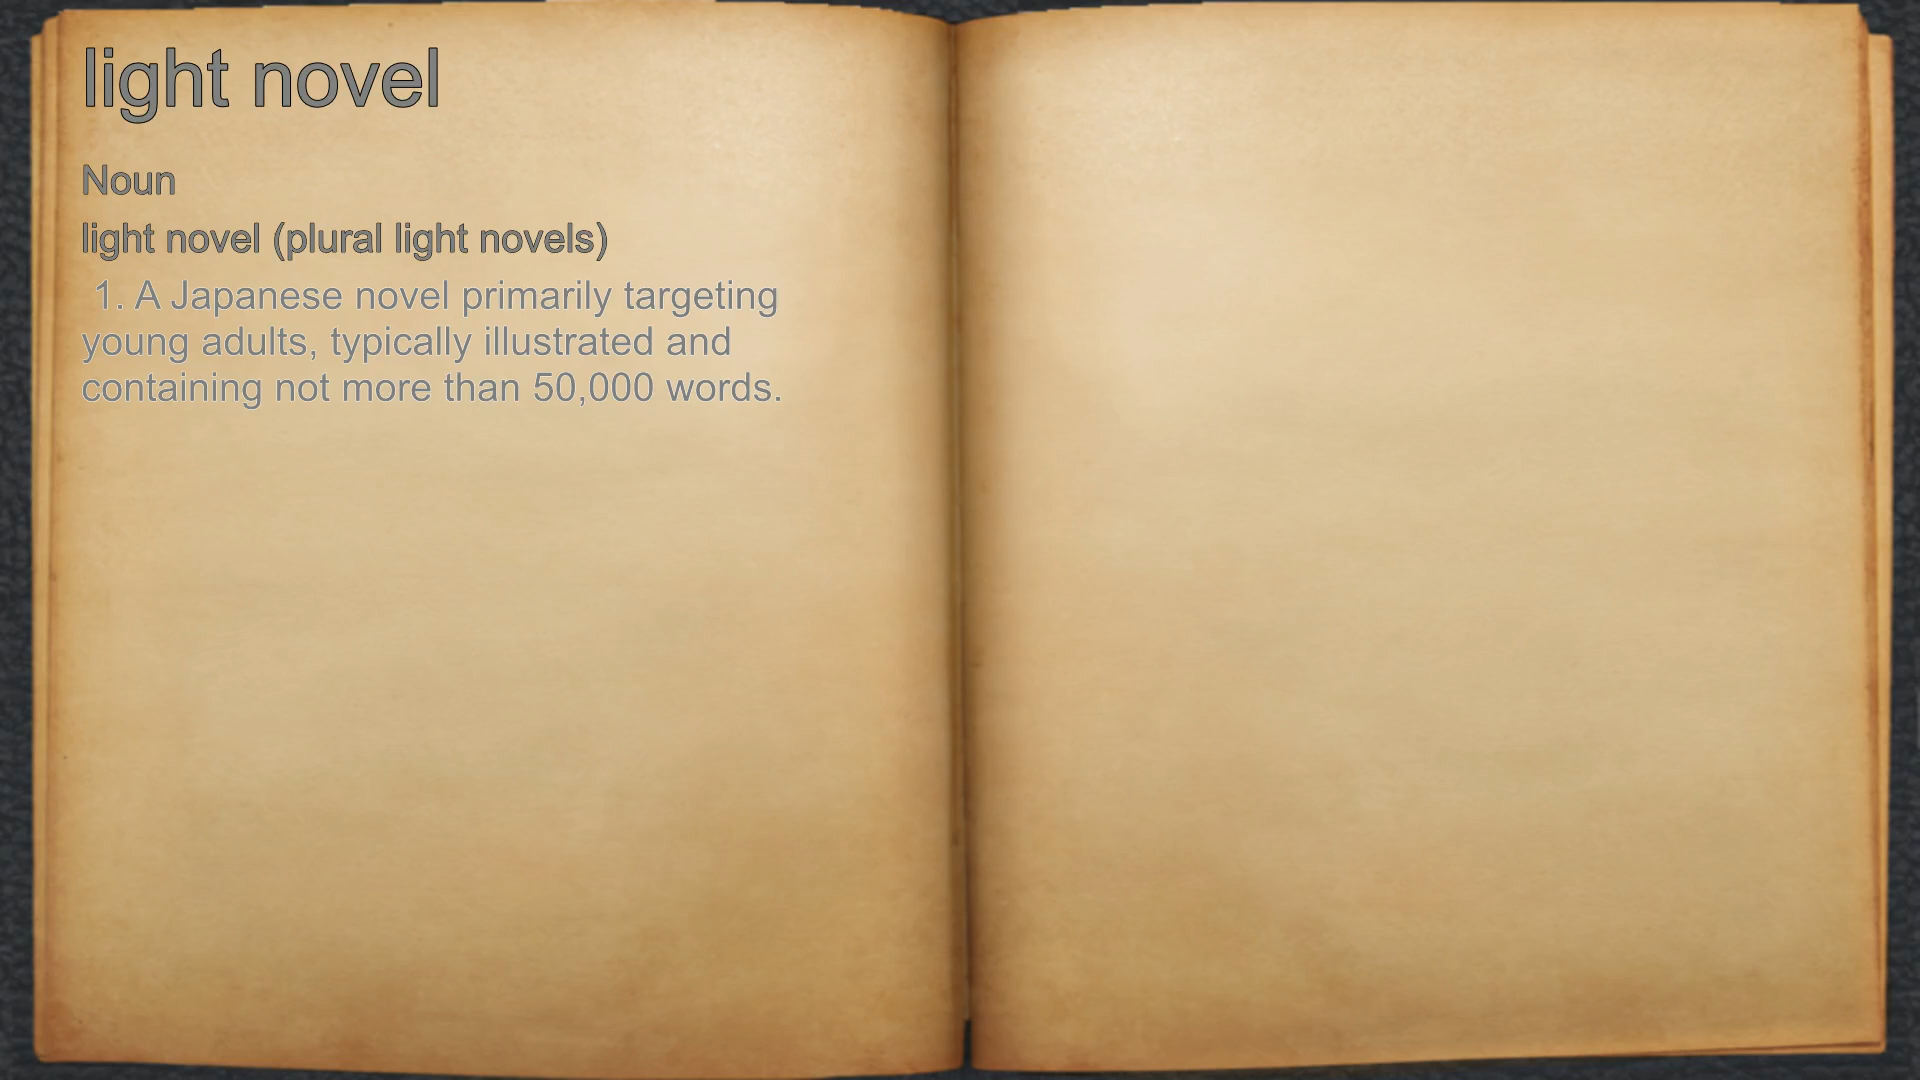 light novel
Noun
light novel (plural light novels)
1. A Japanese novel primarily targeting
young adults, typically illustrated and
containing not more than 50,000 words.